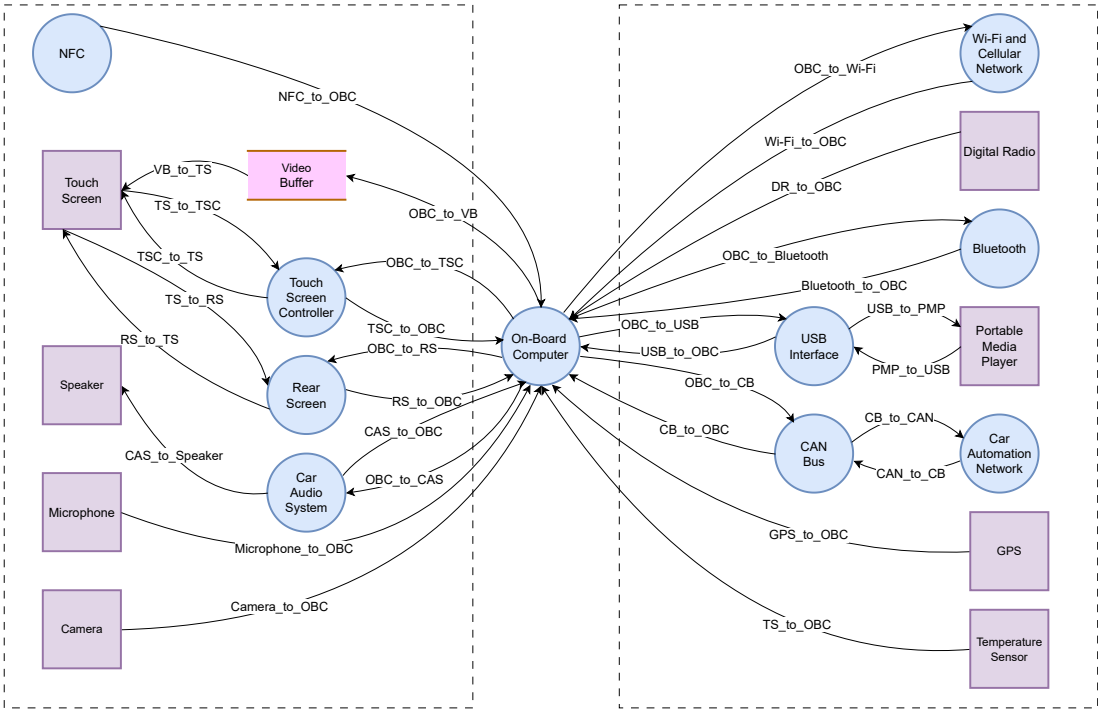 NFC
NFC_to_OBC
OBC_to_Wi-Fi
Wi-Fi and
Cellular
Network
Wi-Fi_to_OBC
Digital Radio
DR_to_OBC
Touch
Screen
VB_to_TS
Video
Buffer
TS_to_TSC
OBC_to_VB
TSC_to_TS
OBC_to_TSC
OBC_to_Bluetooth
Bluetooth
Bluetooth_to_OBC
Touch
Screen
Controller
TS_to_RS
TSC_to_OBC
RS_to_TS
OBC_to_RS
On-Board
Computer
OBC_to_USB
USB_to_OBC
USB
Interface
USB_to_PMP
PMP_to_USB
Portable
Media
Player
Speaker
Rear
Screen
RS_to_OBC
OBC_to_CB
CAS_to_OBC
CB_to_OBC
CAN
Bus
CB_to_CAN
CAN_to_CB
Car
Automation
Network
CAS_to_Speaker
Car
Audio
System
OBC_to_CAS
Microphone
Microphone_to_OBC
GPS_to_OBC
GPS
Camera
Camera_to_OBC
TS_to_OBC
Temperature
Sensor